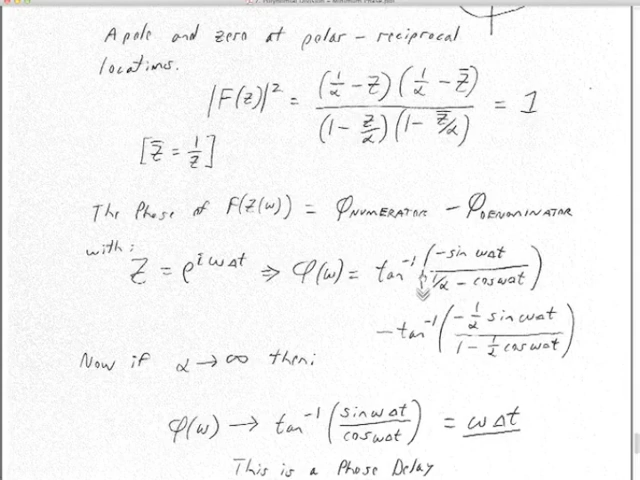 A pole and zero at polar - reciprocal
locations.
|F(z)|² = (1/α - Z)(1/α - Z̄) / (1 - Z/α)(1 - Z̄/α) = 1
[Z̄ = 1/Z]
The Phase of F(Z(ω)) = φNUMERATOR - φDENOMINATOR
with:
Z = e^{iωΔt} ⇒ φ(ω) = tan⁻¹(-sin ωΔt / 1/α - cos ωΔt)
- tan⁻¹(-1/α sin ωΔt / 1 - 1/α cos ωΔt)
Now if α → ∞ then:
φ(ω) → tan⁻¹(sin ωΔt / cos ωΔt) = ωΔt
This is a Phase Delay